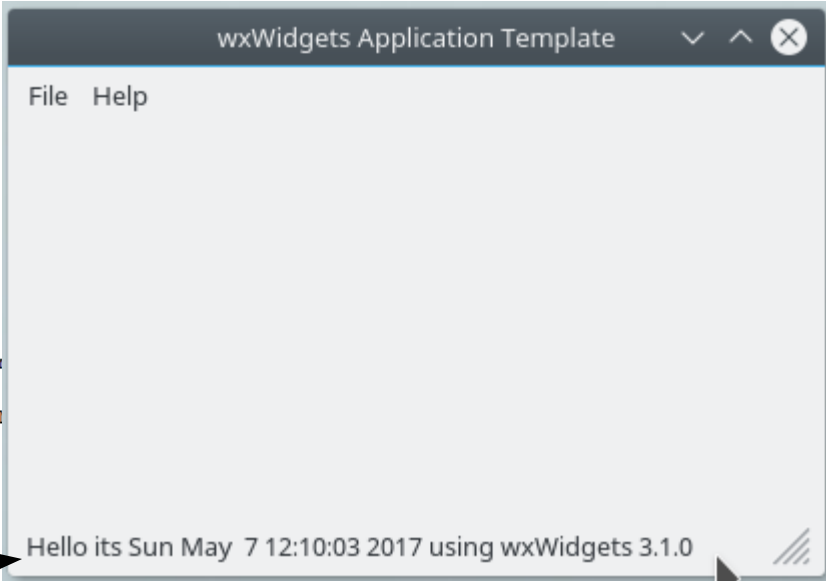 wxWidgets Application Template
File Help
Hello its Sun May  7 12:10:03 2017 using wxWidgets 3.1.0